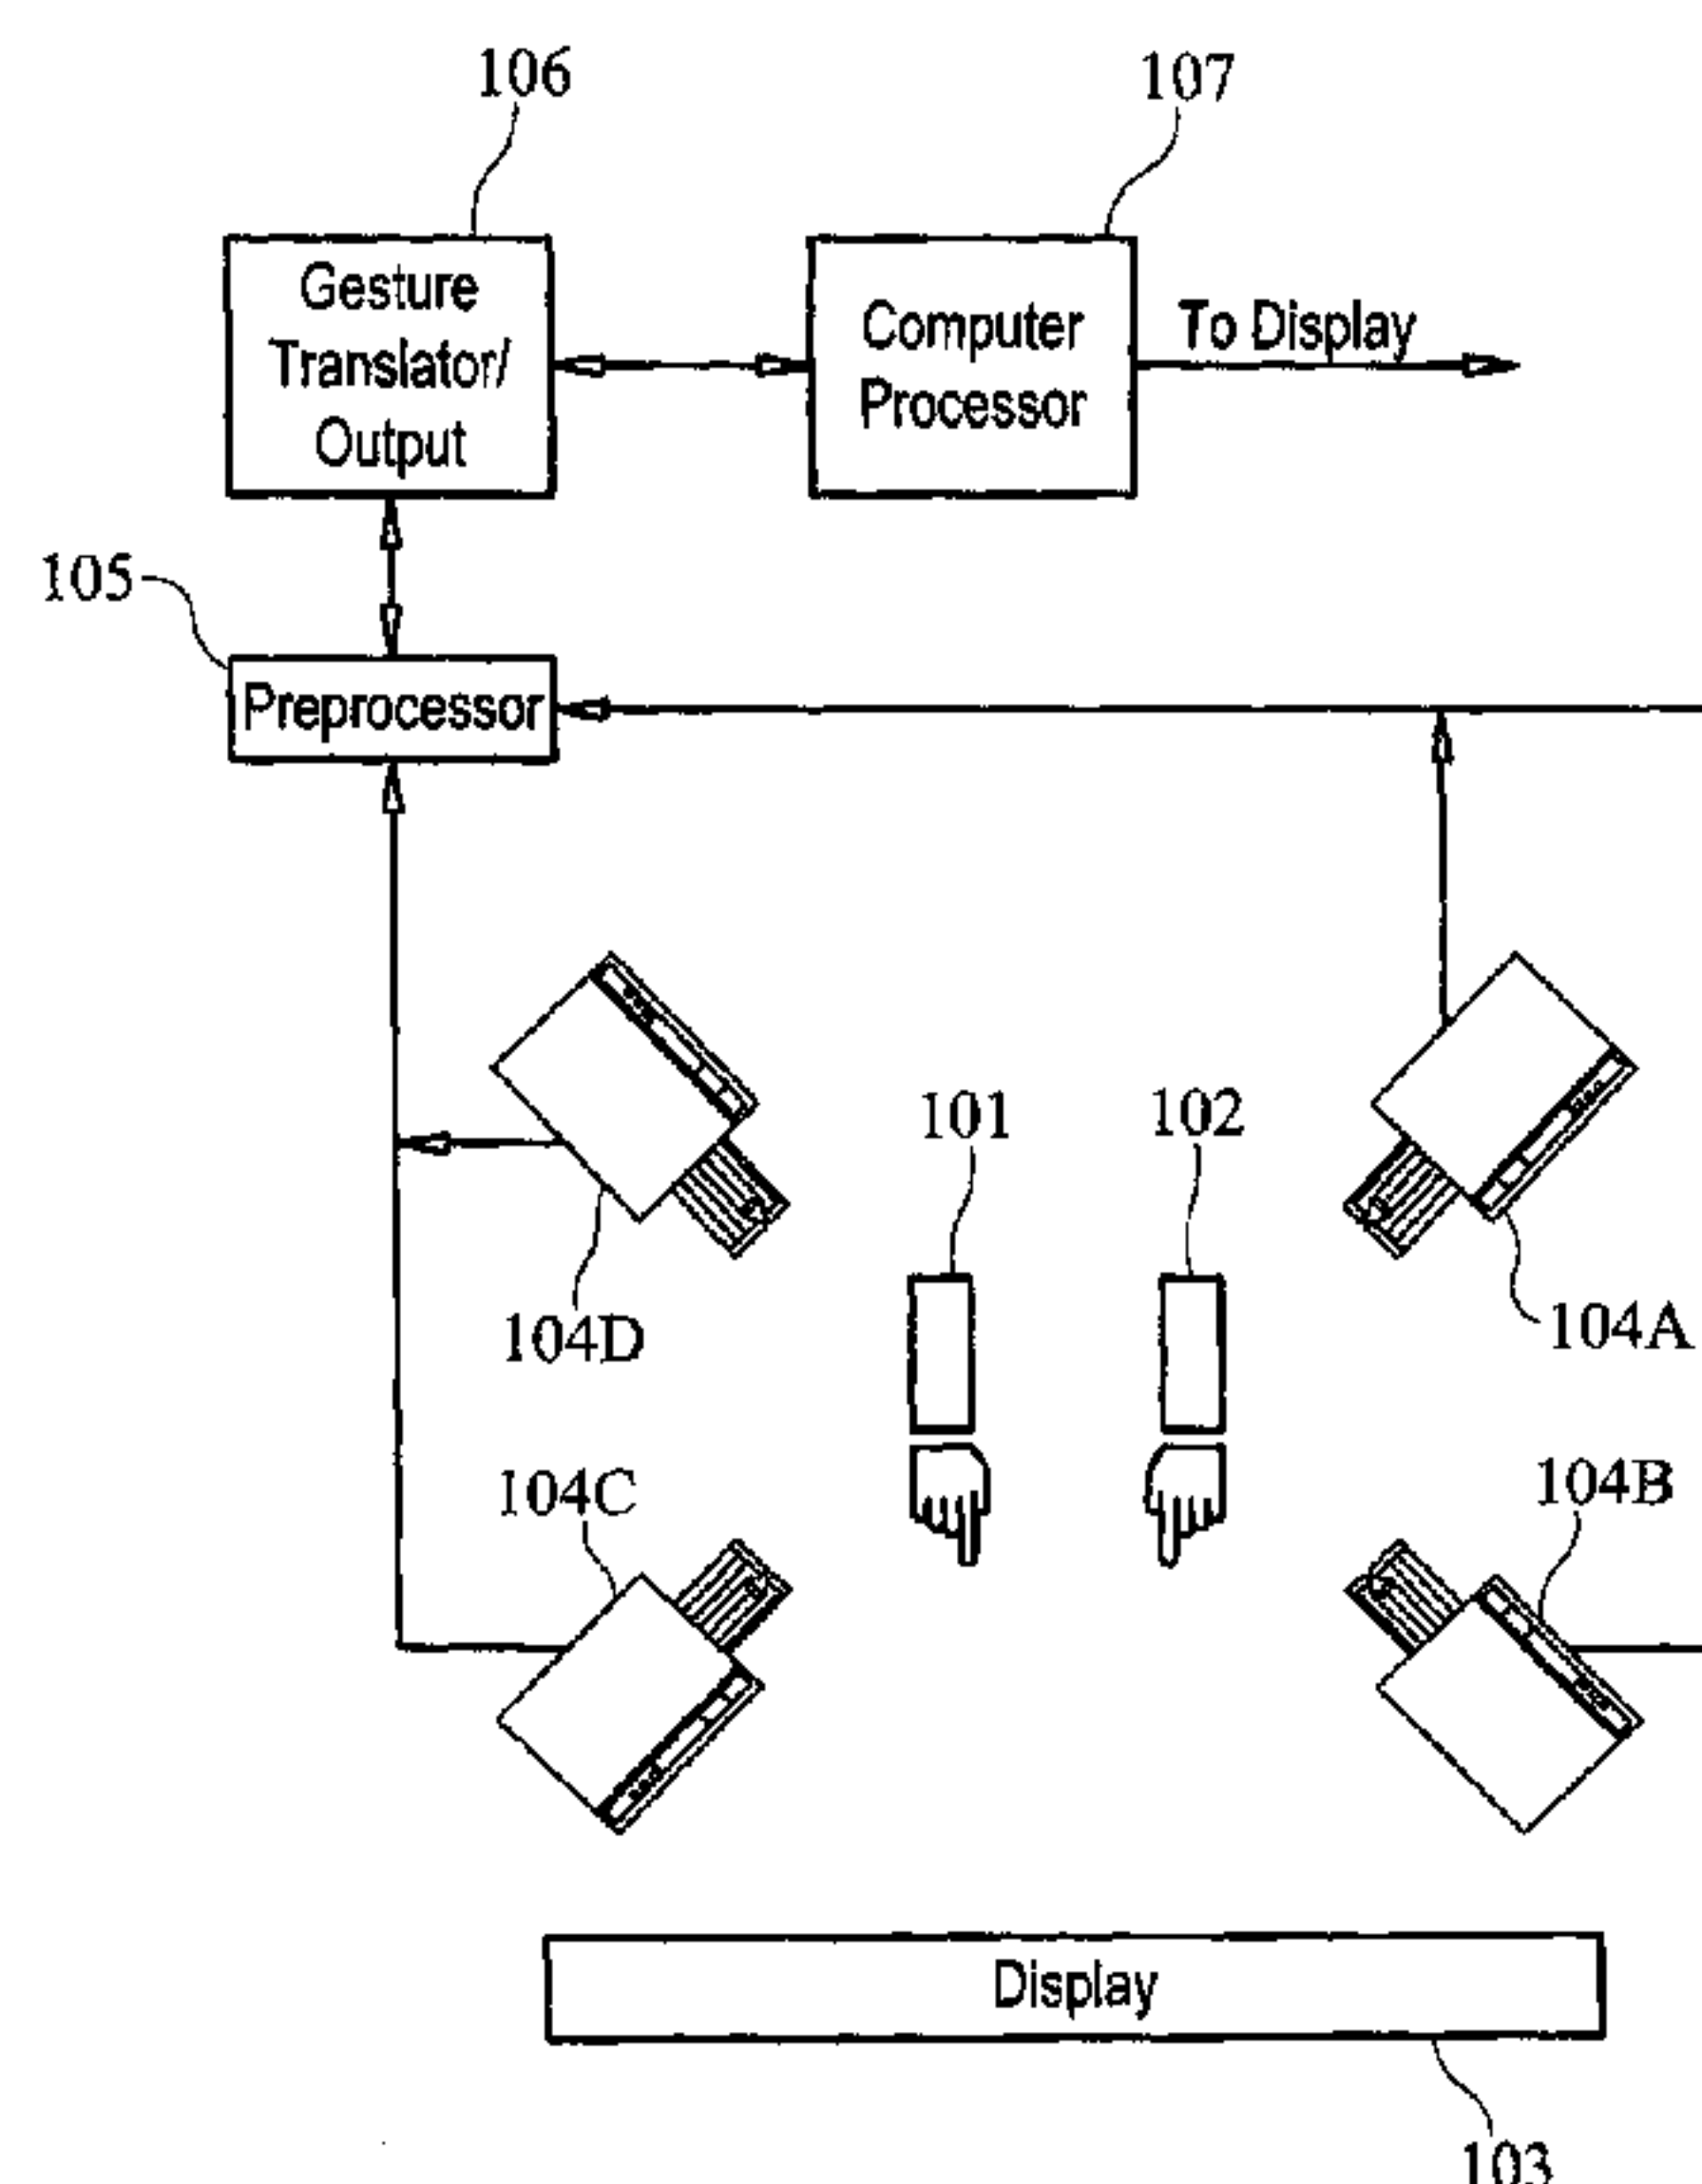 106
107
Gesture
Translator/
Output
Computer
Processor
To Display
105
Preprocessor
101
102
104D
104A
104C
104B
Display
103